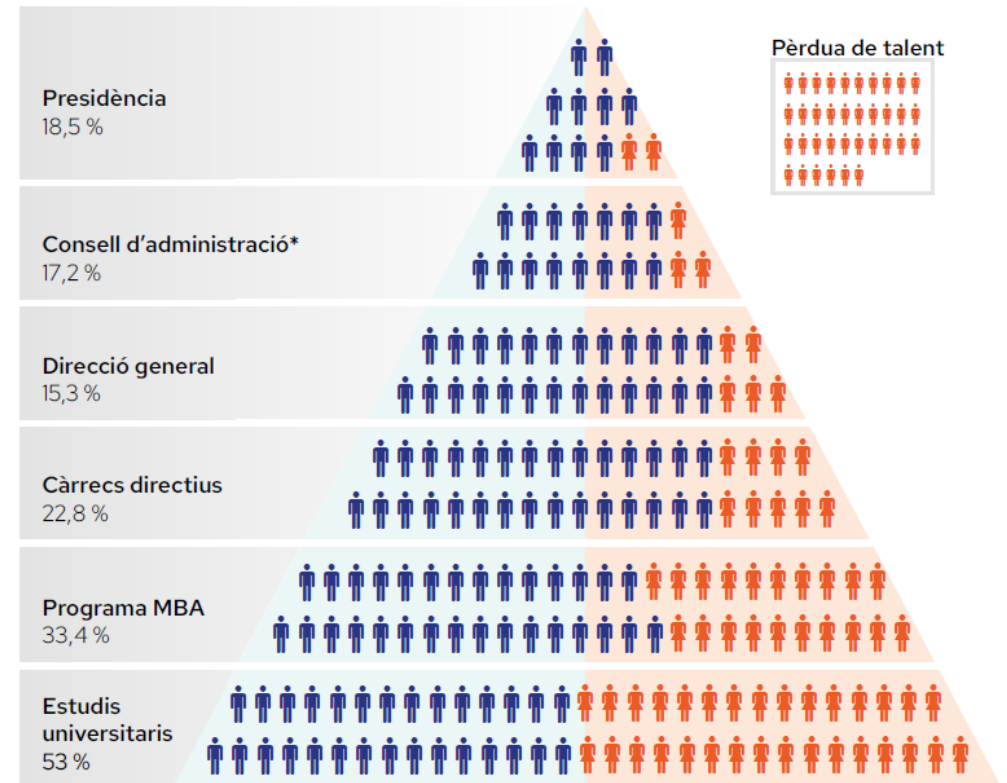 Pèrdua de talent
Presidència
18,5 %
Consell d’administració*
17,2 %
Direcció general
15,3 %
Càrrecs directius
22,8 %
Programa MBA
33,4 %
Estudis
universitaris
53 %